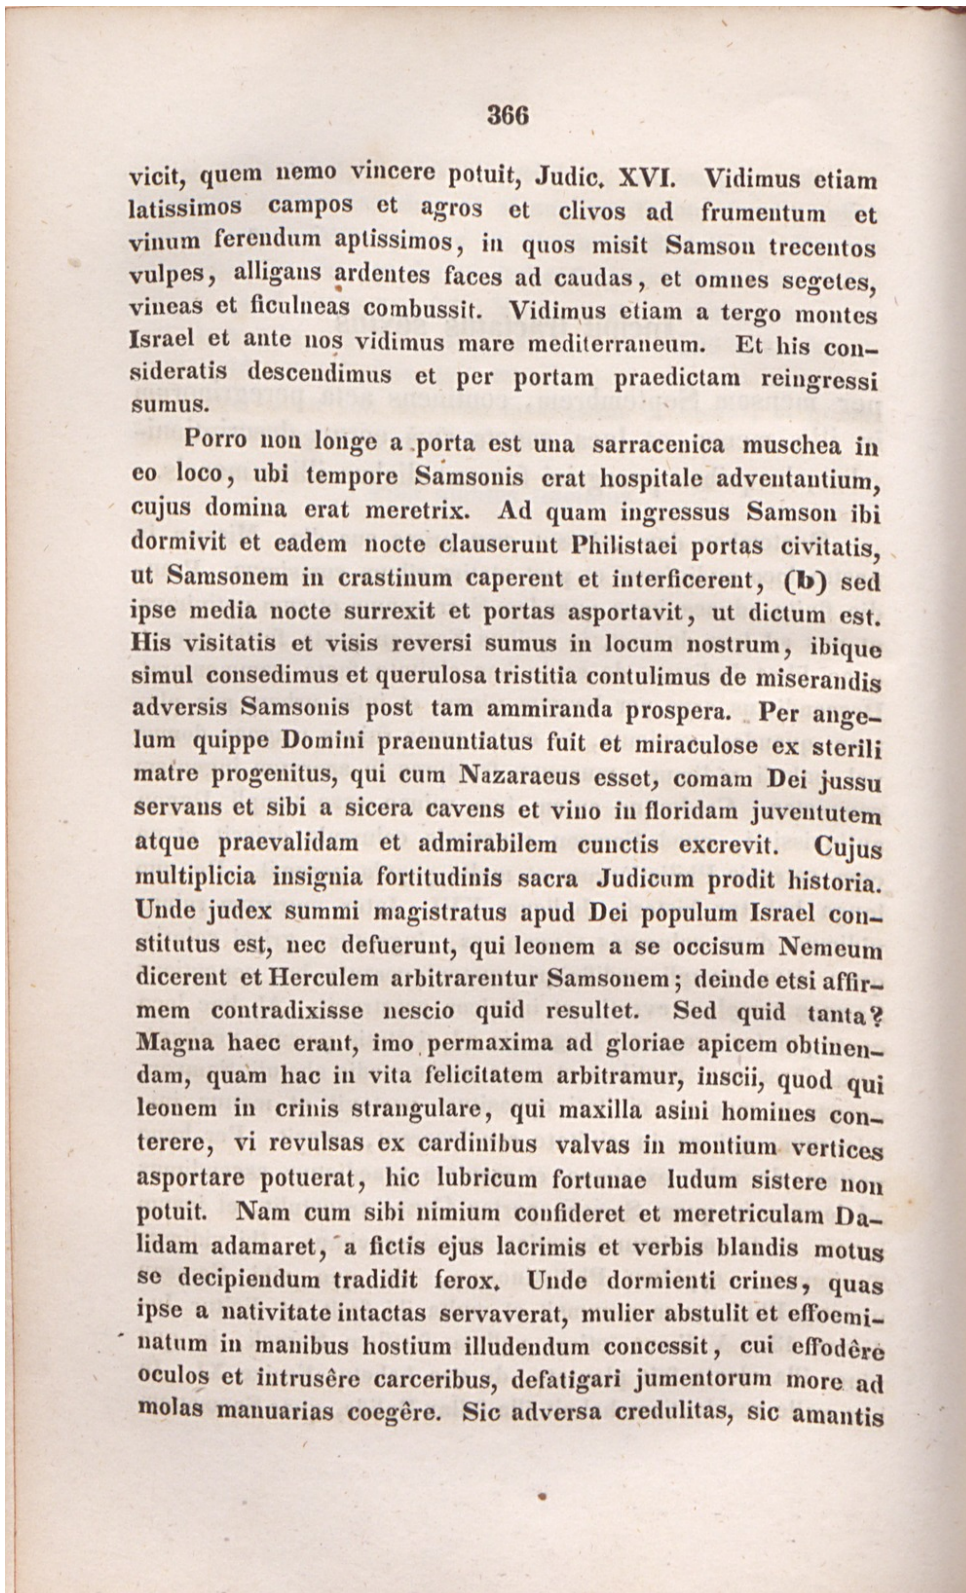 366
vicit, quem nemo vincere potuit, Judic. XVI. Vidimus etiam
latissimos campos et agros et clivos ad frumentum et
vinum ferendum aptissimos, in quos misit Samson trecentos
vulpes, alligans ardentes faces ad caudas, et omnes segetes,
vineas et ficulneas combussit. Vidimus etiam a tergo montes
Israel et ante nos vidimus mare mediterraneum. Et his con-
sideratis descendimus et per portam praedictam reingressi
sumus.
Porro non longe a porta est una sarracenica muschea in
eo loco, ubi tempore Samsonis erat hospitale adventantium,
cujus domina erat meretrix. Ad quam ingressus Samson ibi
dormivit et eadem nocte clauserunt Philistaei portas civitatis,
ut Samsonem in crastinum caperent et interficerent, (b) sed
ipse media nocte surrexit et portas asportavit, ut dictum est.
His visitatis et visis reversi sumus in locum nostrum, ibique
simul consedimus et querulosa tristitia contulimus de miserandis
adversis Samsonis post tam ammiranda prospera. Per ange-
lum quippe Domini praenuntiatus fuit et miraculose ex sterili
matre progenitus, qui cum Nazaraeus esset, comam Dei jussu
servans et sibi a sicera cavens et vino in floridam juventutem
atque praevalidam et admirabilem cunctis excrevit. Cujus
multiplicia insignia fortitudinis sacra Judicum prodit historia.
Unde judex summi magistratus apud Dei populum Israel con-
stitutus est, nec defuerunt, qui leonem a se occisum Nemeum
dicerent et Herculem arbitrarentur Samsonem; deinde etsi affir-
mem contradixisse nescio quid resultet. Sed quid tanta?
Magna haec erant, imo permaxima ad gloriae apicem obtinen-
dam, quam hac in vita felicitatem arbitramur, inscii, quod qui
leonem in crinis strangulare, qui maxilla asini homines con-
terere, vi revulsas ex cardinibus valvas in montium vertices
asportare potuerat, hic lubricum fortunae ludum sistere non
potuit. Nam cum sibi nimium confideret et meretriculam Da-
lidam adamaret, a fictis ejus lacrimis et verbis blandis motus
se decipiendum tradidit ferox. Unde dormienti crines, quas
ipse a nativitate intactas servaverat, mulier abstulit et effoemi-
natum in manibus hostium illudendum concessit, cui effodêre
oculos et intrusêre carceribus, defatigari jumentorum more ad
molas manuarias coegêre. Sic adversa credulitas, sic amantis